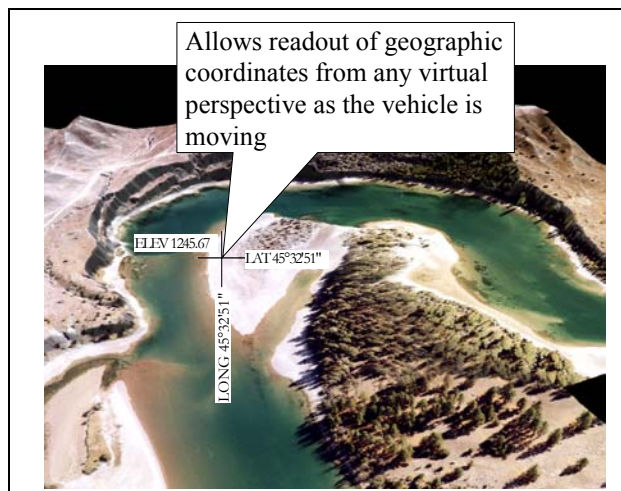 Allows readout of geographic
coordinates from any virtual
perspective as the vehicle is
moving
ELEV 1245.67
LAT 45°32'51"
LONG 45°32'51"